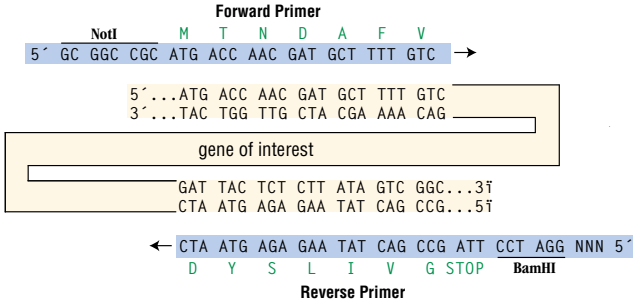 Forward Primer
NotI M T N D A F V
5´ GC GGC CGC ATG ACC AAC GAT GCT TTT GTC
5´...ATG ACC AAC GAT GCT TTT GTC
3´...TAC TGG TTG CTA CGA AAA CAG
gene of interest
GAT TAC TCT CTT ATA GTC GGC...3ï
CTA ATG AGA GAA TAT CAG CCG...5ï
CTA ATG AGA GAA TAT CAG CCG ATT CCT AGG NNN 5´
D Y S L I V G STOP BamHI
Reverse Primer